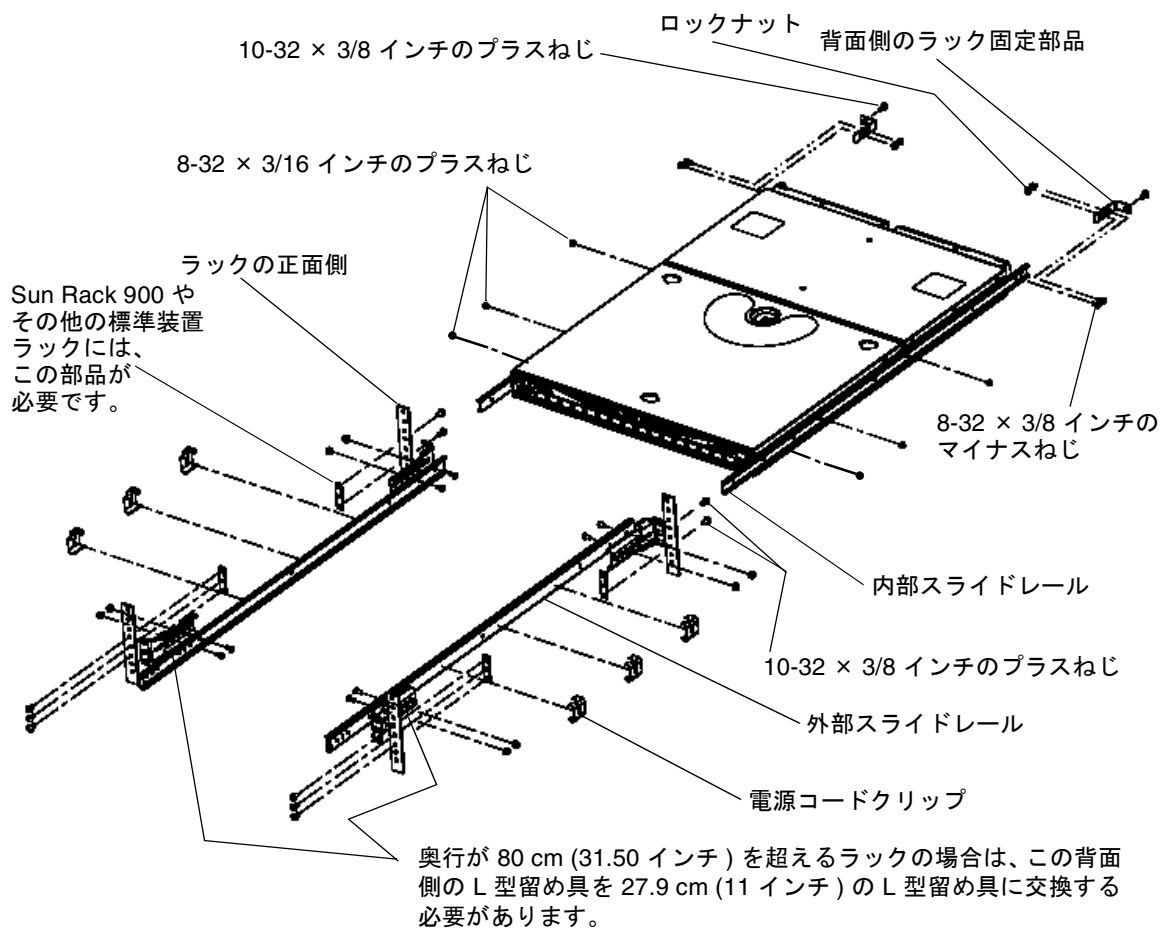 ロックナット
10-32 × 3/8 インチのプラスねじ
背面側のラック固定部品
8-32 × 3/16 インチのプラスねじ
ラックの正面側
Sun Rack 900 や
その他の標準装置
ラックには、
この部品が
必要です。
8-32 × 3/8 インチの
マイナスねじ
内部スライドレール
10-32 × 3/8 インチのプラスねじ
外部スライドレール
電源コードクリップ
奥行が 80 cm (31.50 インチ ) を超えるラックの場合は、この背面
側の L 型留め具を 27.9 cm (11 インチ ) の L 型留め具に交換する
必要があります。